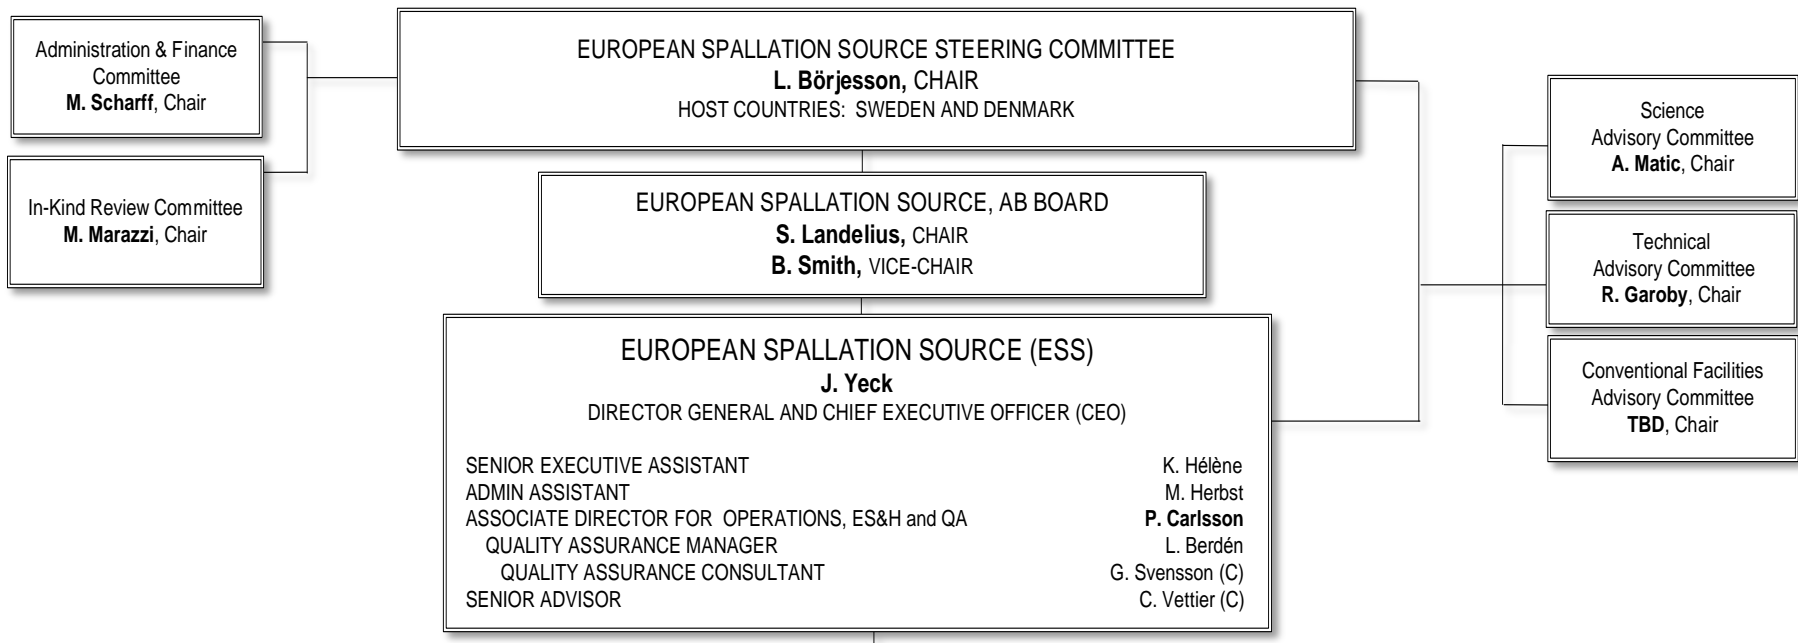 Administration & Finance
Committee
M. Scharff, Chair
In-Kind Review Committee
M. Marazzi, Chair
EUROPEAN SPALLATION SOURCE STEERING COMMITTEE
L. Börjesson, CHAIR
HOST COUNTRIES: SWEDEN AND DENMARK
EUROPEAN SPALLATION SOURCE, AB BOARD
S. Landelius, CHAIR
B. Smith, VICE-CHAIR
EUROPEAN SPALLATION SOURCE (ESS)
J. Yeck
DIRECTOR GENERAL AND CHIEF EXECUTIVE OFFICER (CEO)
SENIOR EXECUTIVE ASSISTANT K. Hélène
ADMIN ASSISTANT M. Herbst
ASSOCIATE DIRECTOR FOR OPERATIONS, ES&H and QA P. Carlsson
QUALITY ASSURANCE MANAGER L. Berdén
QUALITY ASSURANCE CONSULTANT G. Svensson (C)
SENIOR ADVISOR C. Vettier (C)
Science
Advisory Committee
A. Matic, Chair
Technical
Advisory Committee
R. Garoby, Chair
Conventional Facilities
Advisory Committee
TBD, Chair